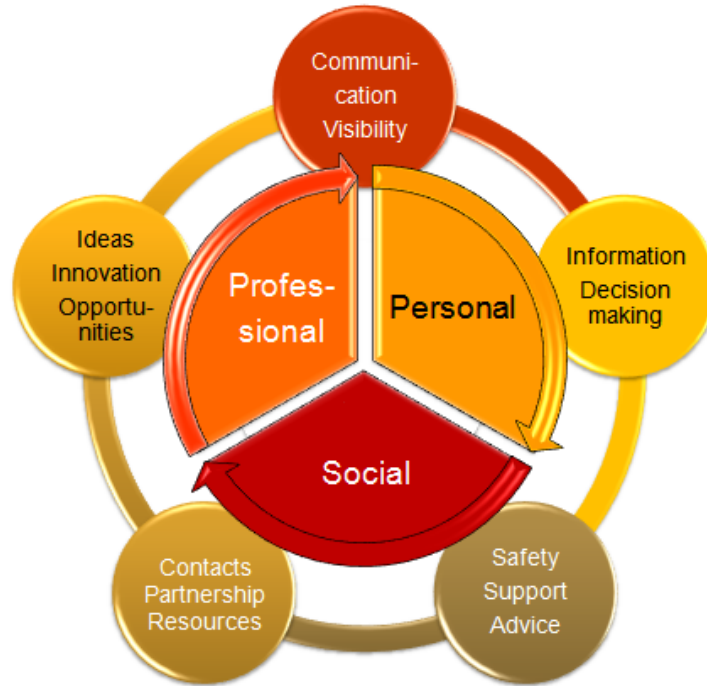 Communi-
cation
Visibility
Ideas
Innovation
Opportu-
nities
Information
Decision
making
Profes-
sional
Personal
Social
Contacts
Partnership
Resources
Safety
Support
Advice